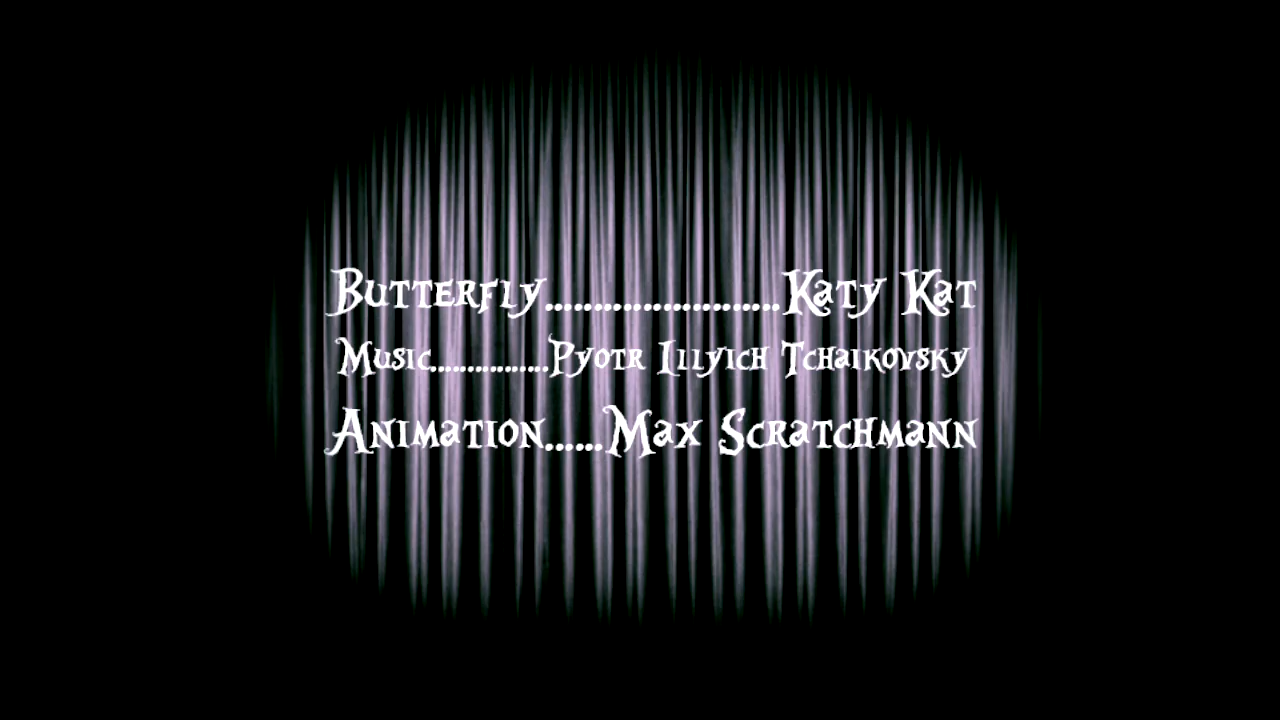 Butterfly........................Katy Kat
Music................Pyotr Illyich Tchaikovsky
Animation......Max Scratchmann